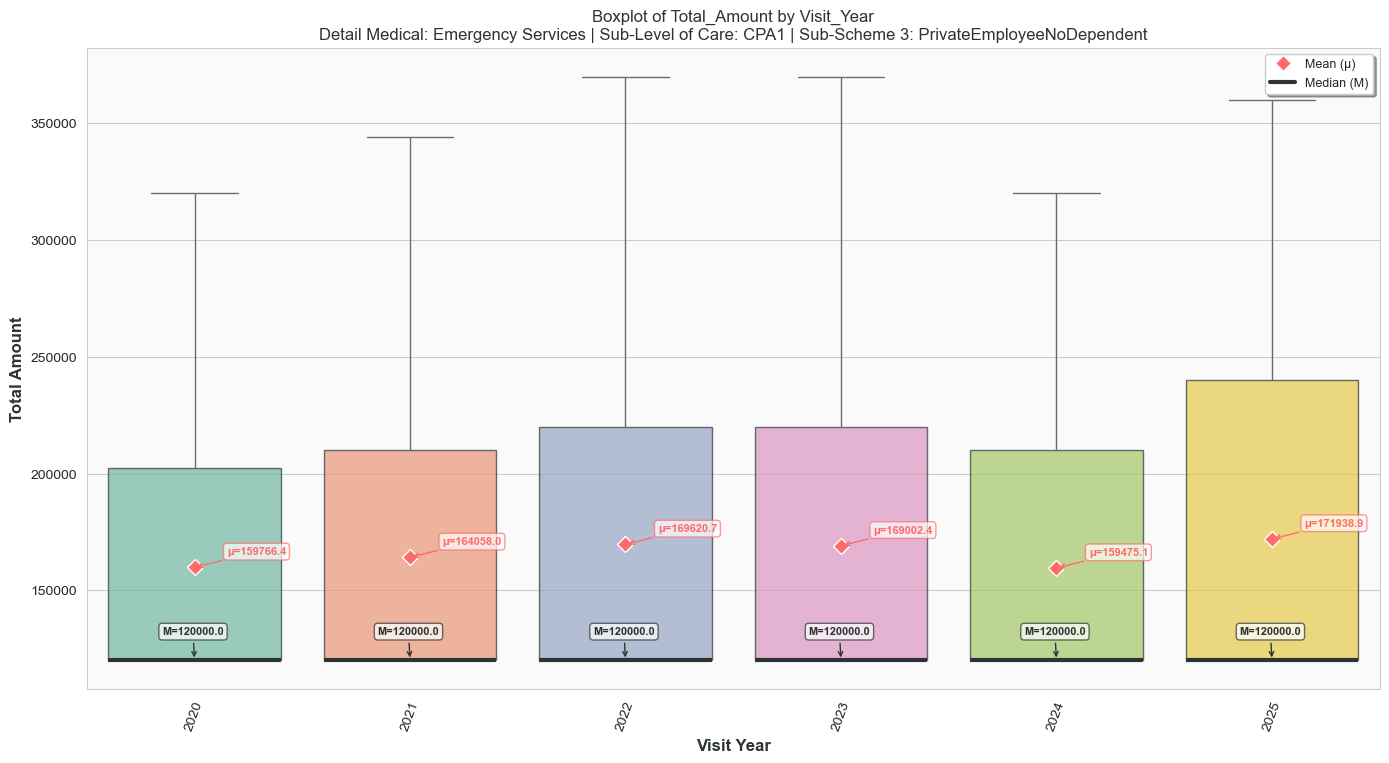 Boxplot of Total_Amount by Visit_Year
Detail Medical: Emergency Services | Sub-Level of Care: CPA1 | Sub-Scheme 3: PrivateEmployeeNoDependent
Mean (μ)
Median (M)
Total Amount
350000
300000
250000
200000
150000
μ=159766.4
μ=164058.0
μ=169620.7
μ=169002.4
μ=159475.1
μ=171938.9
M=120000.0
M=120000.0
M=120000.0
M=120000.0
M=120000.0
M=120000.0
2020
2021
2022
2023
2024
2025
Visit Year